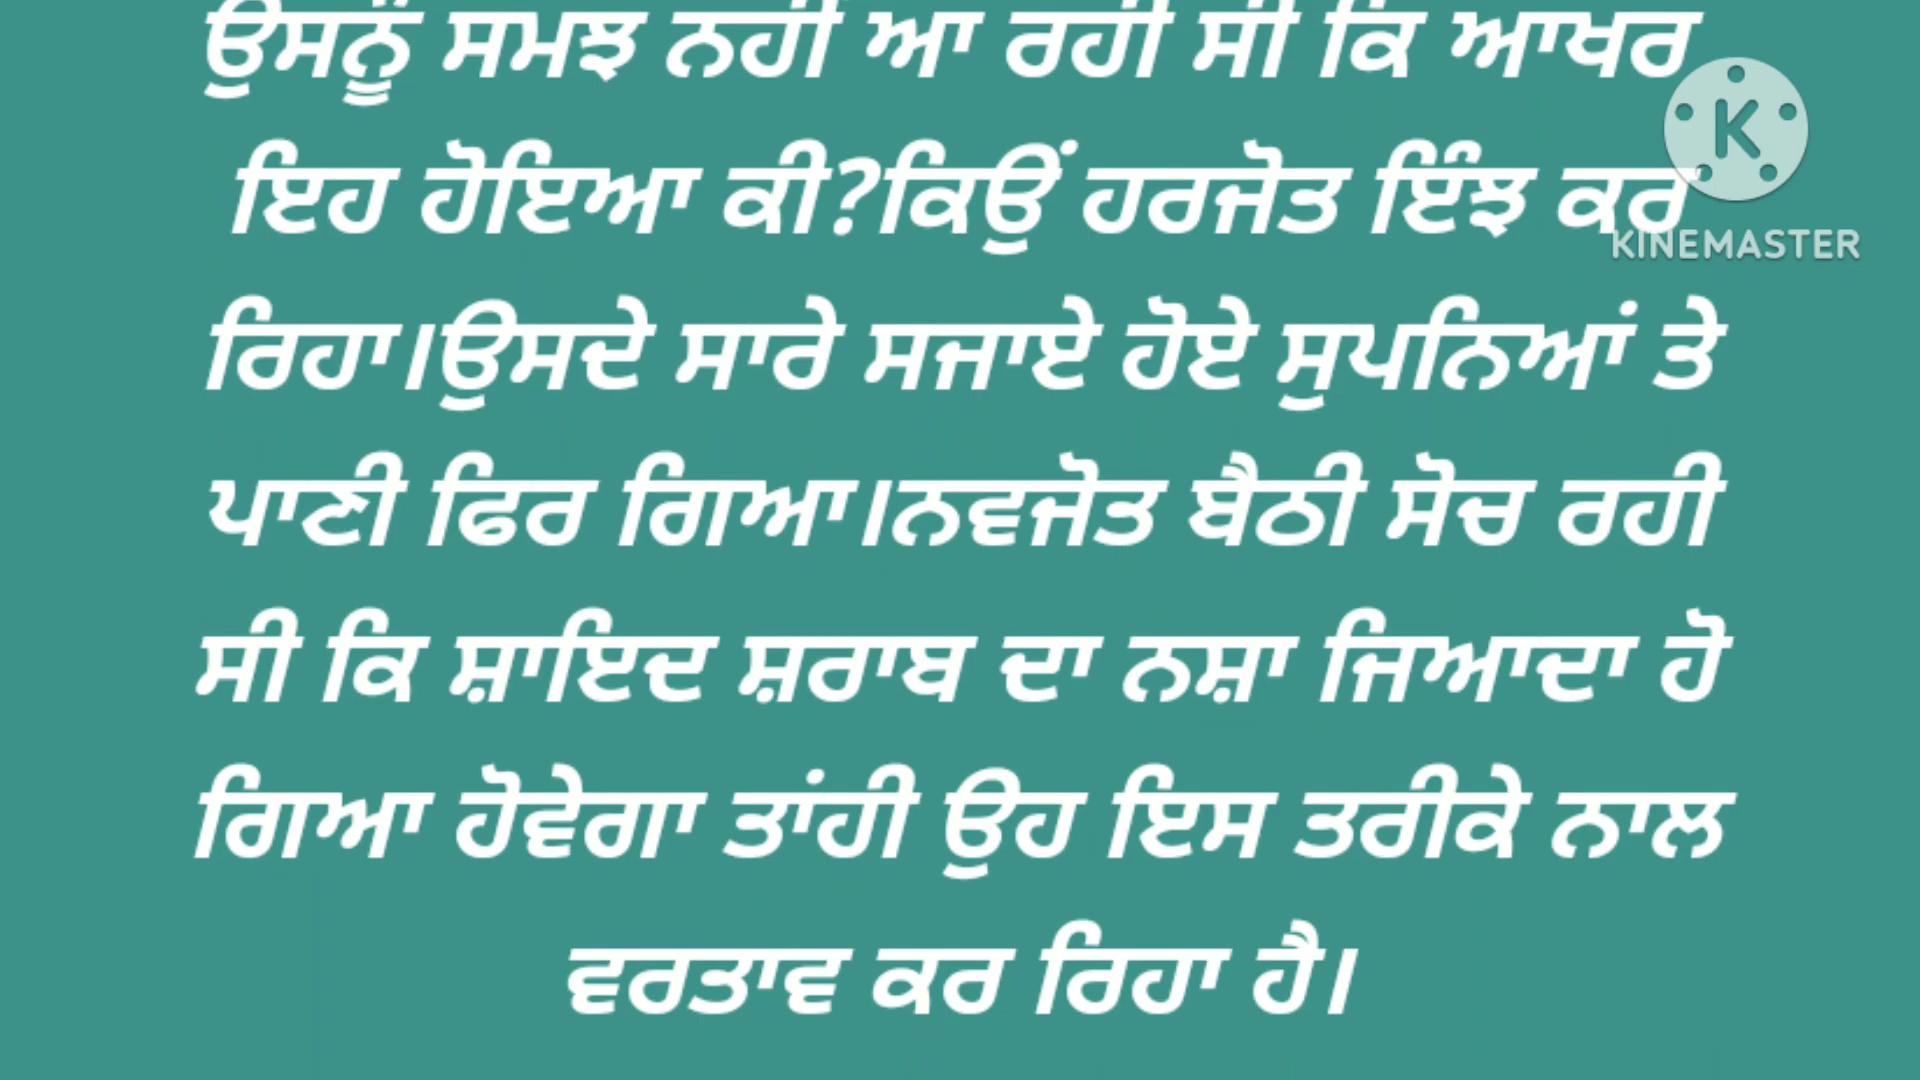 ਉਸਨੂੰ ਸਮਝ ਨਹੀਂ ਆ ਰਹੀ ਸੀ ਕਿ ਆਖਰ
ਇਹ ਹੋਇਆ ਕੀ?ਕਿਉਂ ਹਰਜੋਤ ਇੰਝ ਕਰ
ਰਿਹਾ।ਉਸਦੇ ਸਾਰੇ ਸਜਾਏ ਹੋਏ ਸੁਪਨਿਆਂ ਤੇ
ਪਾਣੀ ਫਿਰ ਗਿਆ।ਨਵਜੋਤ ਬੈਠੀ ਸੋਚ ਰਹੀ
ਸੀ ਕਿ ਸ਼ਾਇਦ ਸ਼ਰਾਬ ਦਾ ਨਸ਼ਾ ਜਿਆਦਾ ਹੋ
ਗਿਆ ਹੋਵੇਗਾ ਤਾਂਹੀ ਉਹ ਇਸ ਤਰੀਕੇ ਨਾਲ
ਵਰਤਾਵ ਕਰ ਰਿਹਾ ਹੈ।
K
KINEMASTER